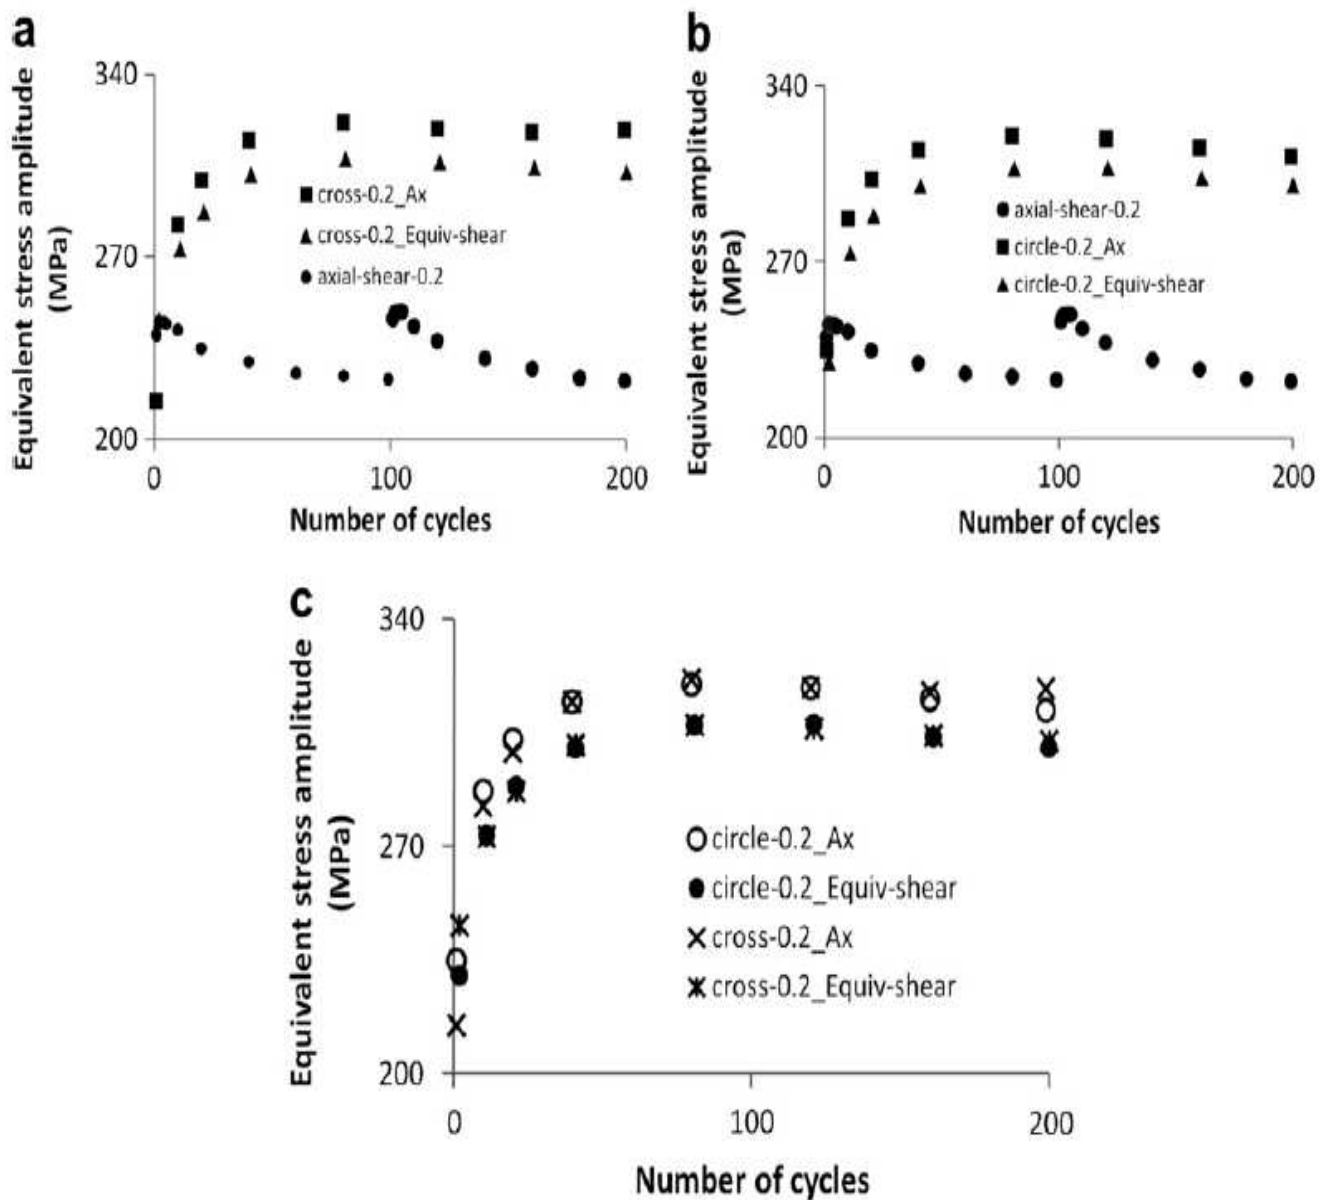 a
Equivalent stress amplitude
(MPa)
340
270
200
cross-0.2_Ax
cross-0.2_Equiv-shear
axial-shear-0.2
0 100 200
Number of cycles
b
Equivalent stress amplitude
(MPa)
340
270
200
axial-shear-0.2
circle-0.2_Ax
circle-0.2_Equiv-shear
0 100 200
Number of cycles
c
Equivalent stress amplitude
(MPa)
340
270
200
circle-0.2_Ax
circle-0.2_Equiv-shear
cross-0.2_Ax
cross-0.2_Equiv-shear
0 100 200
Number of cycles